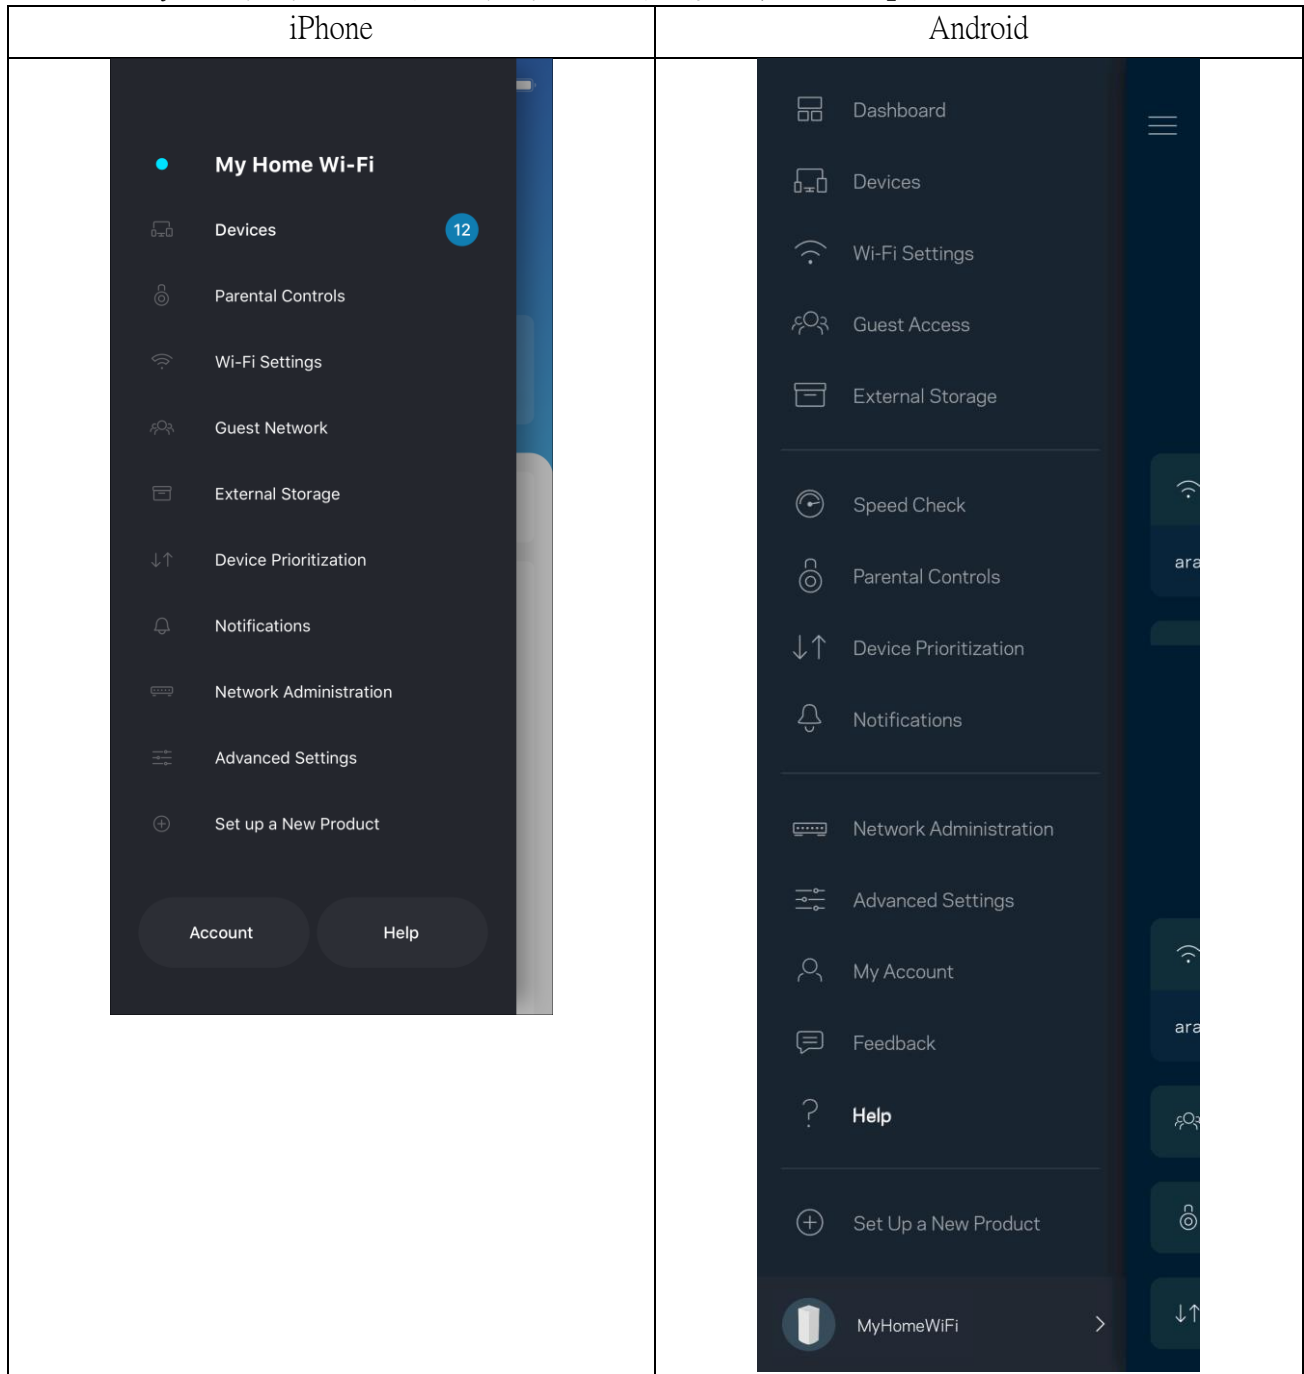 iPhone
Android
My Home Wi-Fi
Devices
12
Parental Controls
Wi-Fi Settings
Guest Network
External Storage
Device Prioritization
Notifications
Network Administration
Advanced Settings
Set up a New Product
Account
Help
Dashboard
Devices
Wi-Fi Settings
Guest Access
External Storage
Speed Check
Parental Controls
Device Prioritization
Notifications
Network Administration
Advanced Settings
My Account
Feedback
Help
Set Up a New Product
MyHomeWiFi
ara
ara